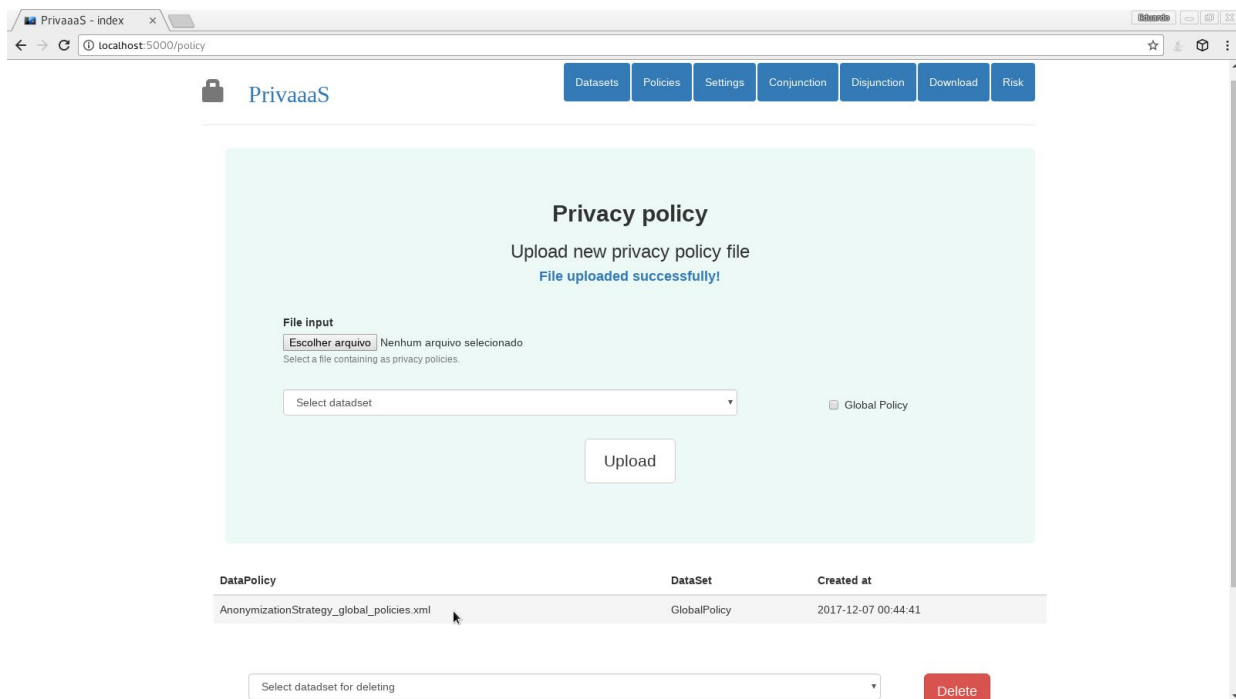 PrivaaaS - index
Eduardo
localhost:5000/policy
PrivaaaS
Datasets Policies Settings Conjunction Disjunction Download Risk
Privacy policy
Upload new privacy policy file
File uploaded successfully!
File input
Escolher arquivo Nenhum arquivo selecionado
Select a file containing as privacy policies.
Select datadset
Global Policy
Upload
DataPolicy DataSet Created at
AnonymizationStrategy_global_policies.xml GlobalPolicy 2017-12-07 00:44:41
Select datadset for deleting
Delete